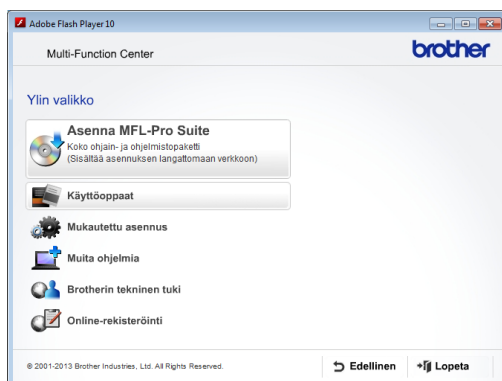 Adobe Flash Player 10
Multi-Function Center
brother
Ylin valikko
Asenna MFL-Pro Suite
Koko ohjain- ja ohjelmistopaketti
(Sisältää asennuksen langattomaan verkkoon)
Käyttöoppaat
Mukautettu asennus
Muita ohjelmia
Brotherin tekninen tuki
Online-rekisteröinti
© 2001-2013 Brother Industries, Ltd. All Rights Reserved.
Edellinen
Lopeta